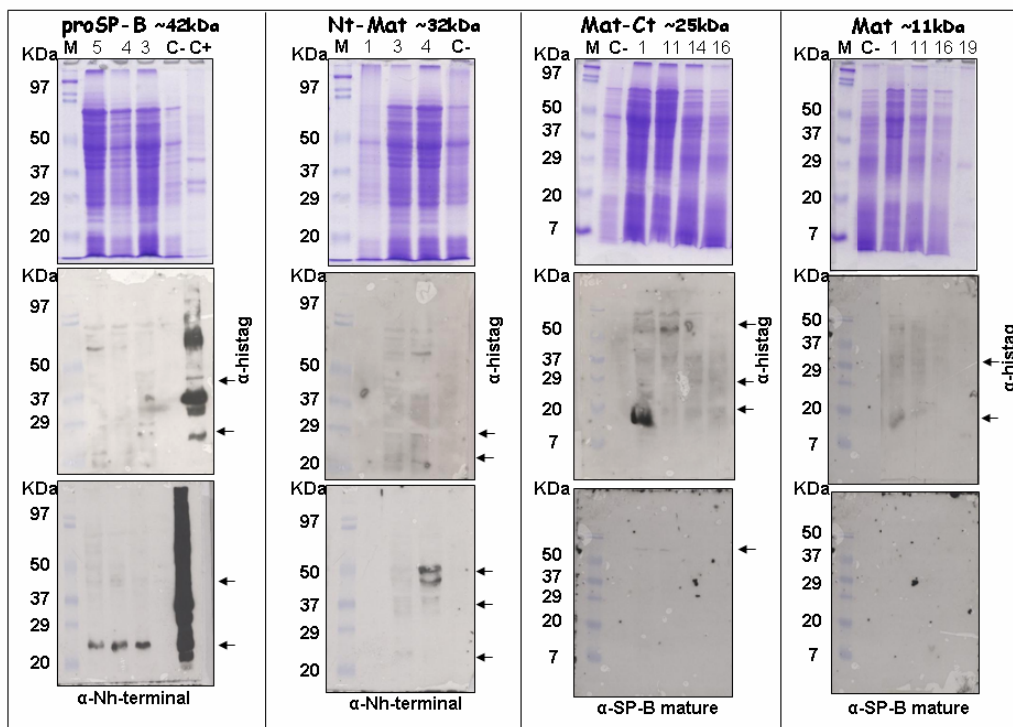 proSP-B ~42kDa
KDa M 5 4 3 C- C+
97
50
37
29
20
KDa
97
50
37
29
α-histag
KDa
97
50
37
29
20
α-Nh-terminal
Nt-Mat ~32kDa
KDa M 1 3 4 C-
97
50
37
29
20
KDa
97
50
37
29
20
α-histag
KDa
97
50
37
29
20
α-Nh-terminal
Mat-Ct ~25kDa
KDa M C- 1 11 14 16
97
50
37
29
20
7
KDa
50
37
29
20
7
α-histag
KDa
50
37
29
20
7
α-SP-B mature
Mat ~11kDa
KDa M C- 1 11 16 19
97
50
37
29
20
7
KDa
50
37
29
20
7
α-histag
KDa
50
37
29
20
7
α-SP-B mature